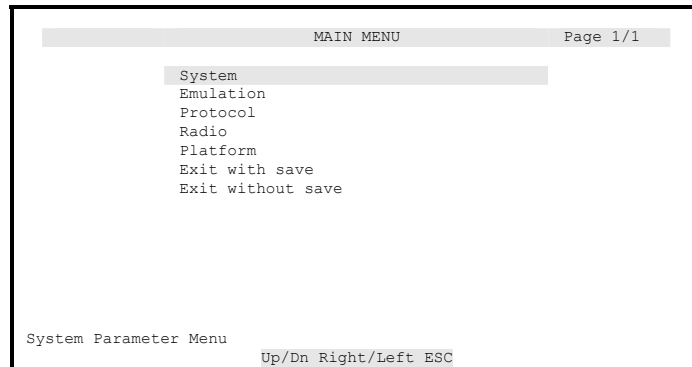 MAIN MENU Page 1/1
System
Emulation
Protocol
Radio
Platform
Exit with save
Exit without save
System Parameter Menu
Up/Dn Right/Left ESC